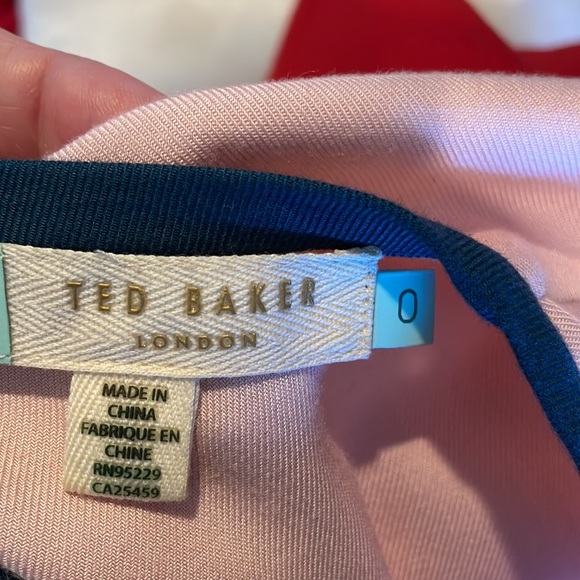 TED BAKER
LONDON
0
MADE IN
CHINA
FABRIQUE EN
CHINE
RN95229
CA25459